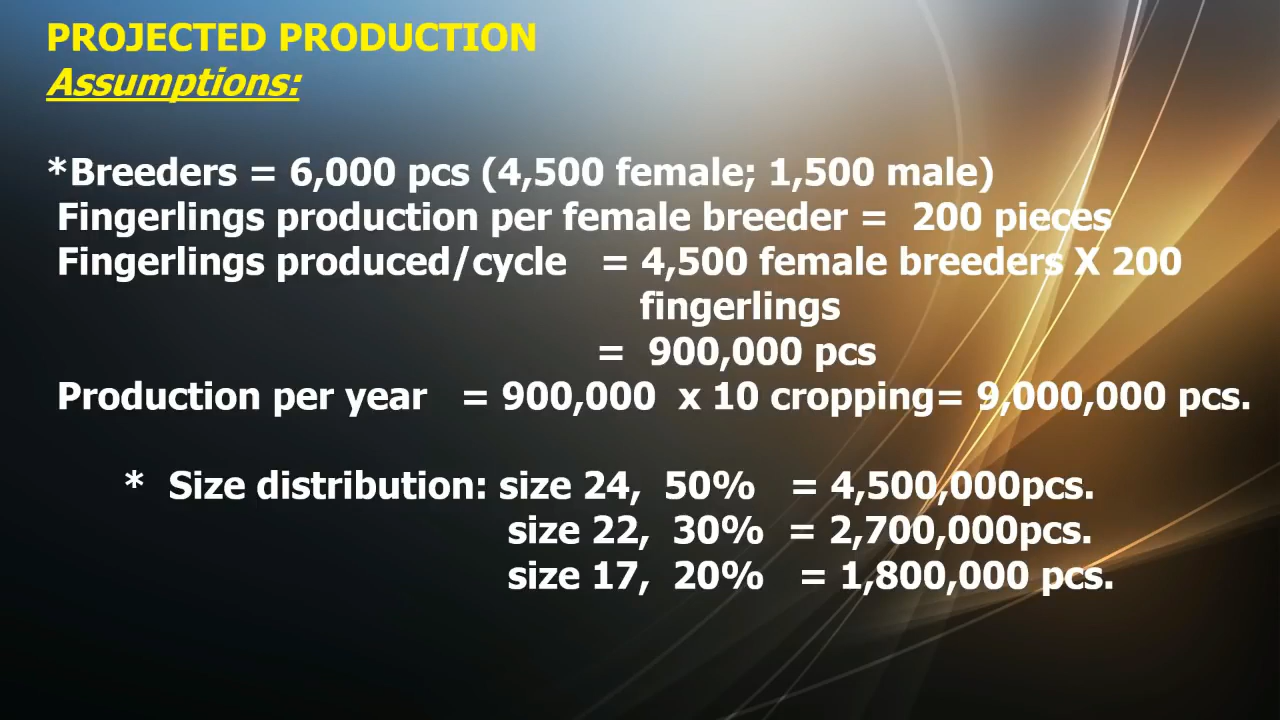 PROJECTED PRODUCTION
Assumptions:
*Breeders = 6,000 pcs (4,500 female; 1,500 male)
Fingerlings production per female breeder = 200 pieces
Fingerlings produced/cycle = 4,500 female breeders X 200
fingerlings
= 900,000 pcs
Production per year = 900,000 x 10 cropping= 9,000,000 pcs.
* Size distribution: size 24, 50% = 4,500,000pcs.
size 22, 30% = 2,700,000pcs.
size 17, 20% = 1,800,000 pcs.